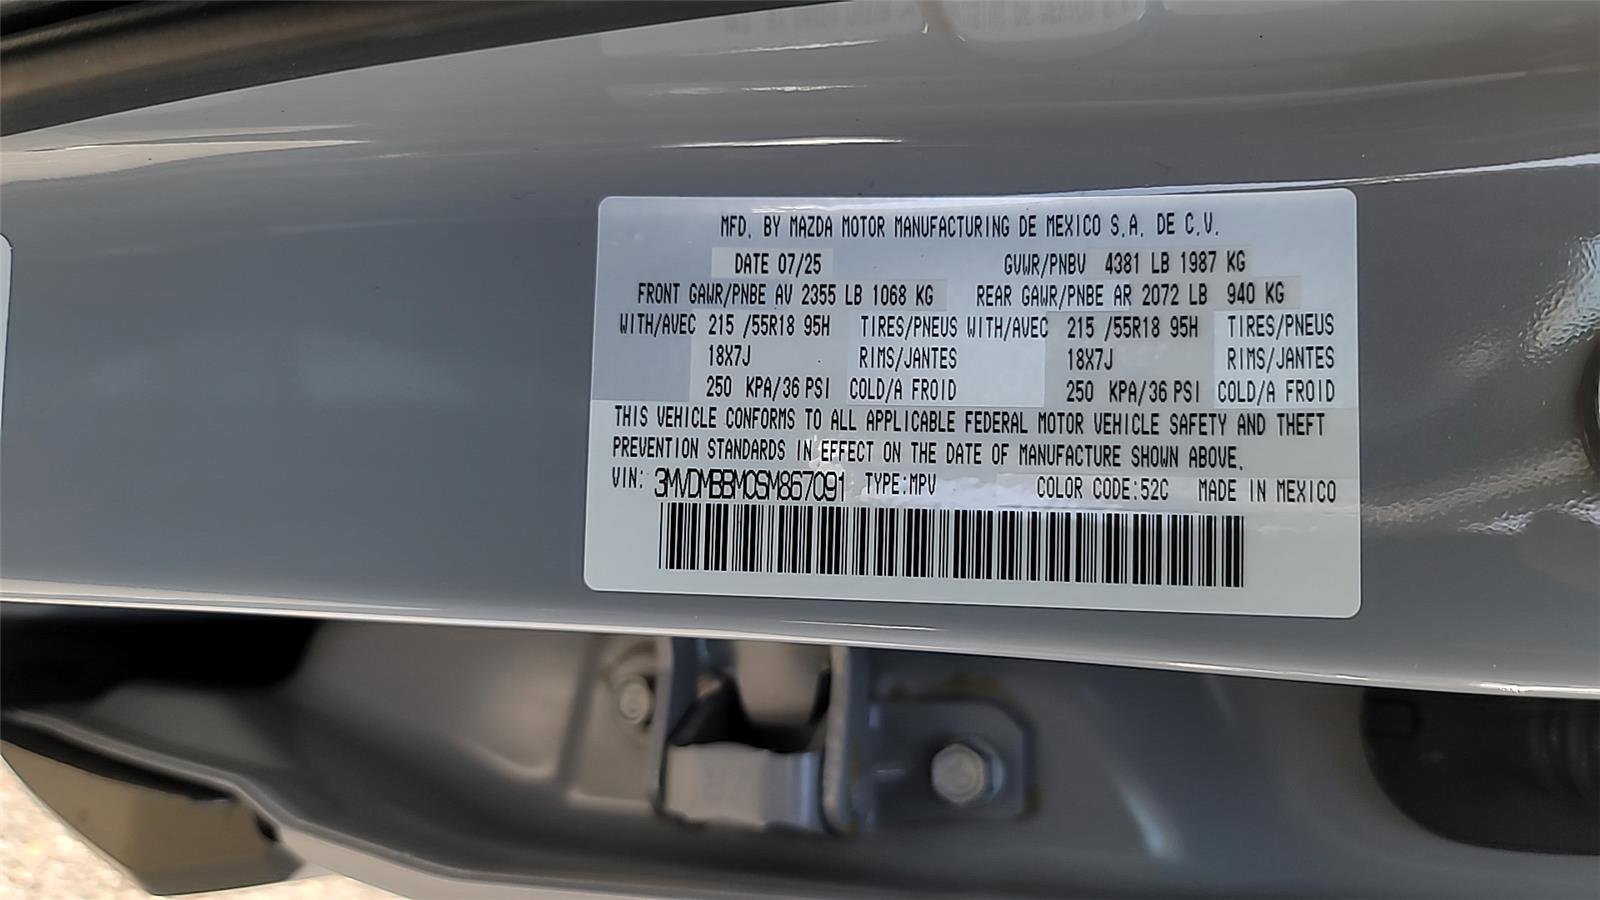 MFD. BY MAZDA MOTOR MANUFACTURING DE MEXICO S.A. DE C.V.
DATE 07/25 GVWR/PNBV 4381 LB 1987 KG
FRONT GAWR/PNBE AV 2355 LB 1068 KG REAR GAWR/PNBE AR 2072 LB 940 KG
WITH/AVEC 215 /55R18 95H TIRES/PNEUS WITH/AVEC 215 /55R18 95H TIRES/PNEUS
18X7J RIMS/JANTES 18X7J RIMS/JANTES
250 KPA/36 PSI COLD/A FROID 250 KPA/36 PSI COLD/A FROID
THIS VEHICLE CONFORMS TO ALL APPLICABLE FEDERAL MOTOR VEHICLE SAFETY AND THEFT
PREVENTION STANDARDS IN EFFECT ON THE DATE OF MANUFACTURE SHOWN ABOVE.
VIN: 3MVDMBBM0SM867091 TYPE:MPV COLOR CODE:52C MADE IN MEXICO